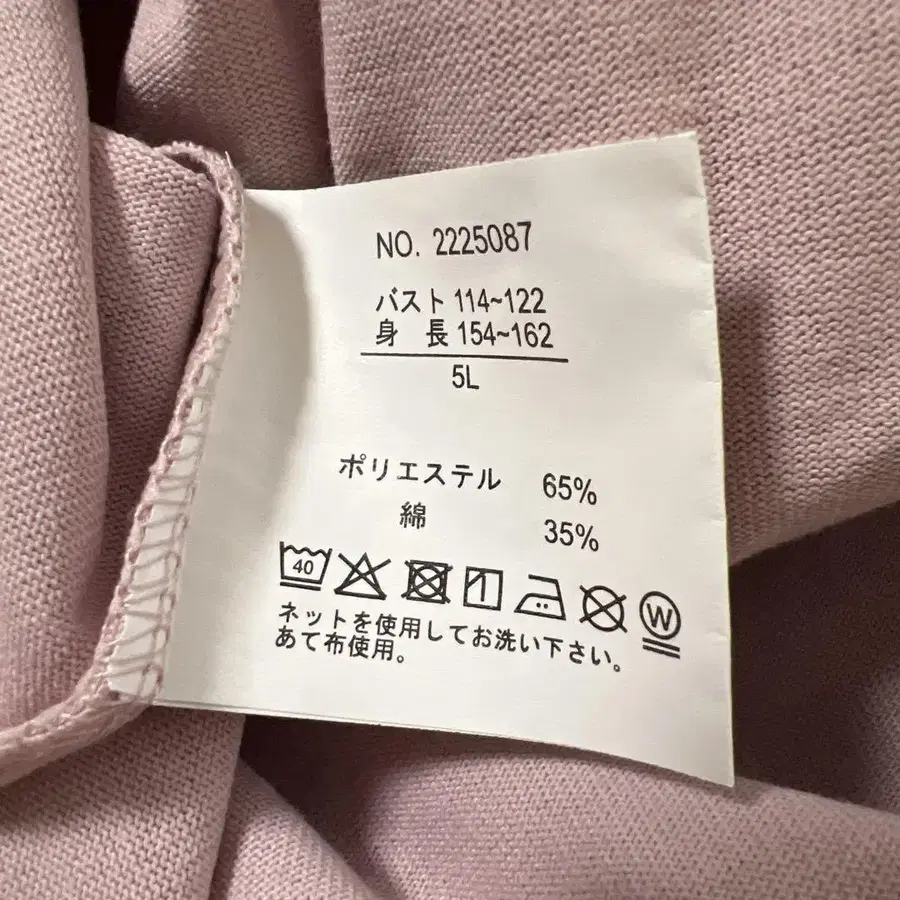 NO. 2225087
バスト 114~122
身 長 154~162
5L
ポリエステル 65%
綿 35%
40 W
ネットを使用してお洗い下さい。
あて布使用。